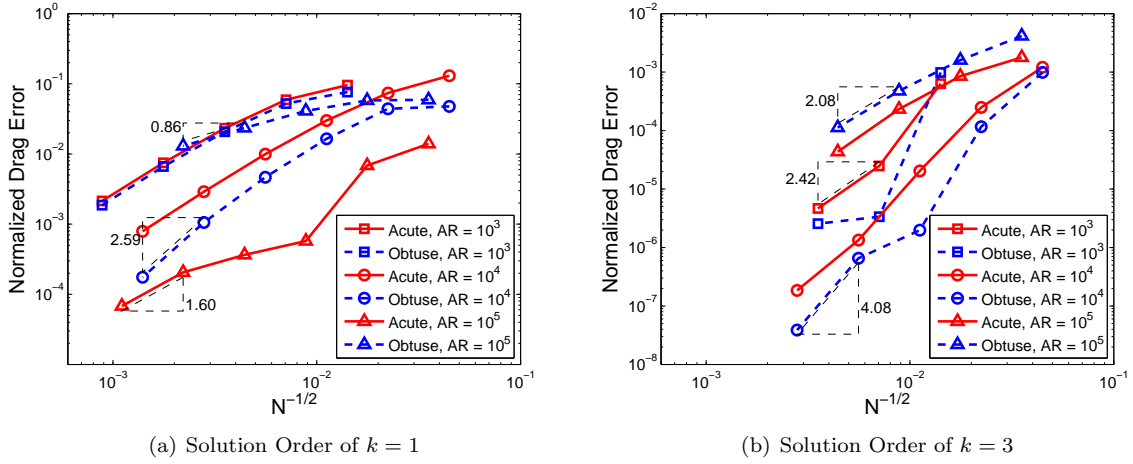 Normalized Drag Error
10^0
10^-1
10^-2
10^-3
10^-4
0.86
2.59
1.60
Acute, AR = 10^3
Obtuse, AR = 10^3
Acute, AR = 10^4
Obtuse, AR = 10^4
Acute, AR = 10^5
Obtuse, AR = 10^5
10^-3
10^-2
10^-1
N^-1/2
(a) Solution Order of k = 1
Normalized Drag Error
10^-2
10^-3
10^-4
10^-5
10^-6
10^-7
10^-8
2.08
2.42
4.08
Acute, AR = 10^3
Obtuse, AR = 10^3
Acute, AR = 10^4
Obtuse, AR = 10^4
Acute, AR = 10^5
Obtuse, AR = 10^5
10^-3
10^-2
10^-1
N^-1/2
(b) Solution Order of k = 3